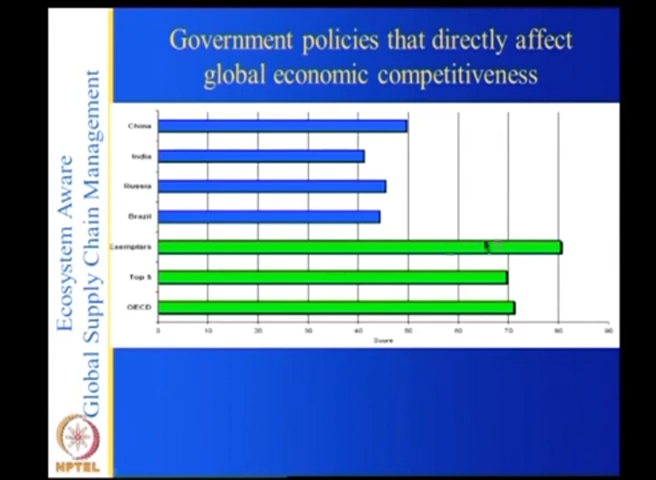 Government policies that directly affect
global economic competitiveness
Ecosystem Aware
Global Supply Chain Management
China
India
Russia
Brazil
Exemplars
Top 5
OECD
0 10 20 30 40 50 60 70 80 90
Score
NPTEL